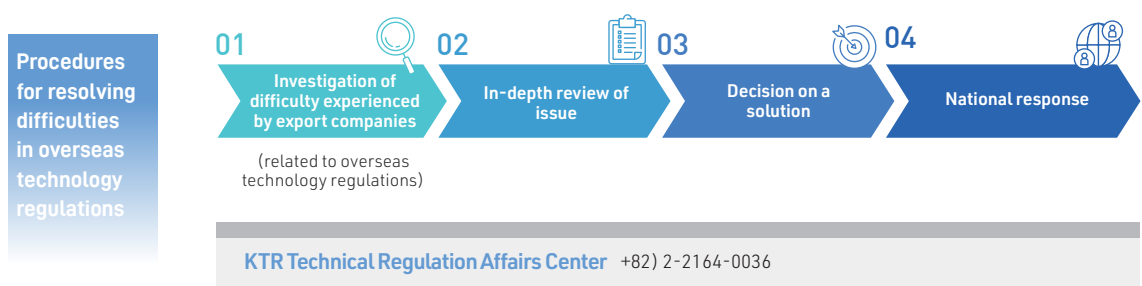 Procedures
for resolving
difficulties
in overseas
technology
regulations
01
Investigation of
difficulty experienced
by export companies
(related to overseas
technology regulations)
02
In-depth review of
issue
03
Decision on a
solution
04
National response
KTR Technical Regulation Affairs Center +82) 2-2164-0036